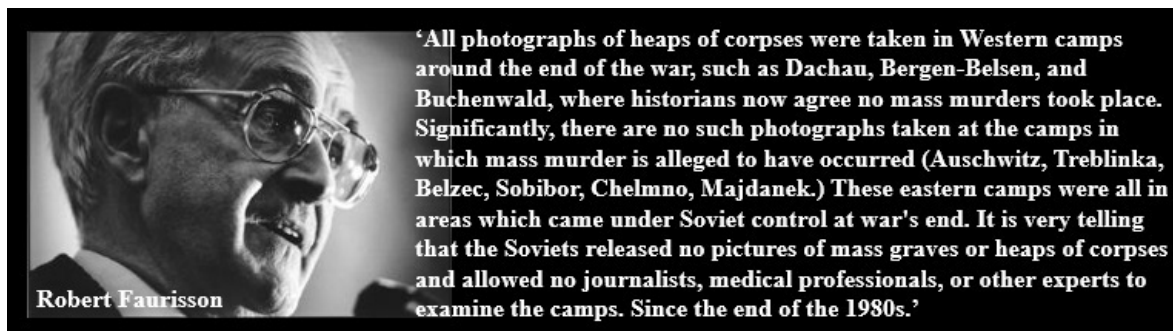 ‘All photographs of heaps of corpses were taken in Western camps
around the end of the war, such as Dachau, Bergen-Belsen, and
Buchenwald, where historians now agree no mass murders took place.
Significantly, there are no such photographs taken at the camps in
which mass murder is alleged to have occurred (Auschwitz, Treblinka,
Belzec, Sobibor, Chelmno, Majdanek.) These eastern camps were all in
areas which came under Soviet control at war's end. It is very telling
that the Soviets released no pictures of mass graves or heaps of corpses
and allowed no journalists, medical professionals, or other experts to
examine the camps. Since the end of the 1980s.’
Robert Faurisson